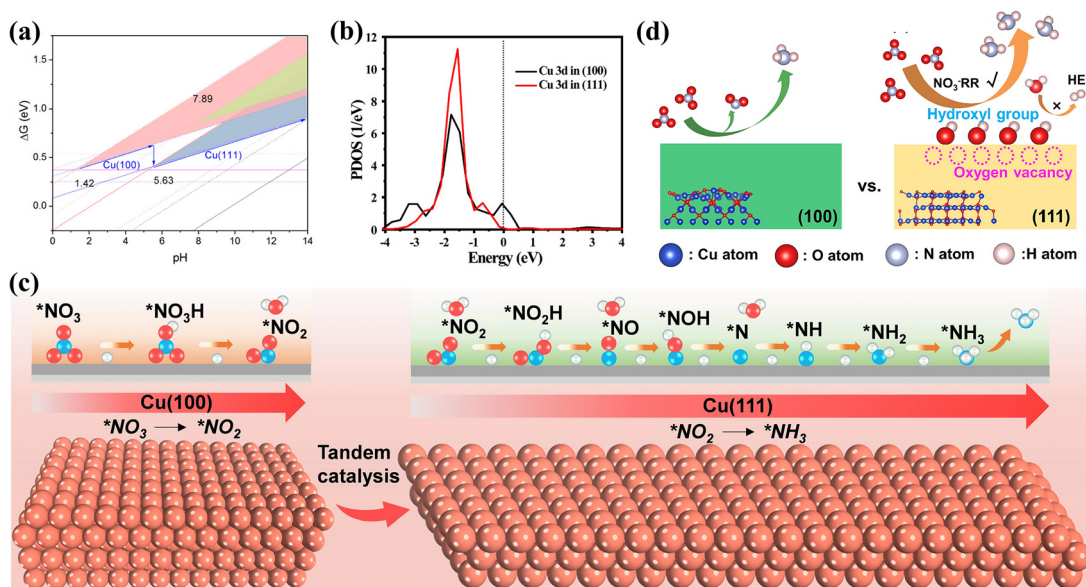 (a)
1.5
1.0
0.5
0.0
ΔG (eV)
7.89
Cu(100)
Cu(111)
1.42
5.63
0 2 4 6 8 10 12 14
pH
(b)
12
10
8
6
4
2
0
PDOS (1/eV)
Cu 3d in (100)
Cu 3d in (111)
-4 -3 -2 -1 0 1 2 3 4
Energy (eV)
(d)
NO₃⁻RR √
×
HE
Hydroxyl group
Oxygen vacancy
(100)
vs.
(111)
: Cu atom : O atom : N atom :H atom
(c)
*NO₃
*NO₃H
*NO₂
Cu(100)
*NO₃ → *NO₂
*NO₂
*NO₂H
*NO
*NOH
*N
*NH
*NH₂
*NH₃
Cu(111)
*NO₂ → *NH₃
Tandem
catalysis